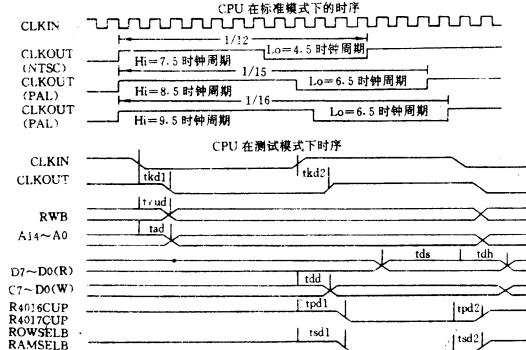 CPU 在标准模式下的时序
CLKIN
1/12
CLKOUT
(NTSC)
Hi=7.5 时钟周期
Lo=4.5 时钟周期
1/15
CLKOUT
(PAL)
Hi=8.5 时钟周期
Lo=6.5 时钟周期
1/16
CLKOUT
(PAL)
Hi=9.5 时钟周期
Lo=6.5 时钟周期
CPU 在测试模式下时序
CLKIN
CLKOUT
tkd1
tkd2
RWB
A14~A0
tad
tds
tdh
D7~D0(R)
C7~D0(W)
tdd
R4016CUP
R4017CUP
tpd1
tpd2
ROWSELB
RAMSELB
tsd1
tsd2